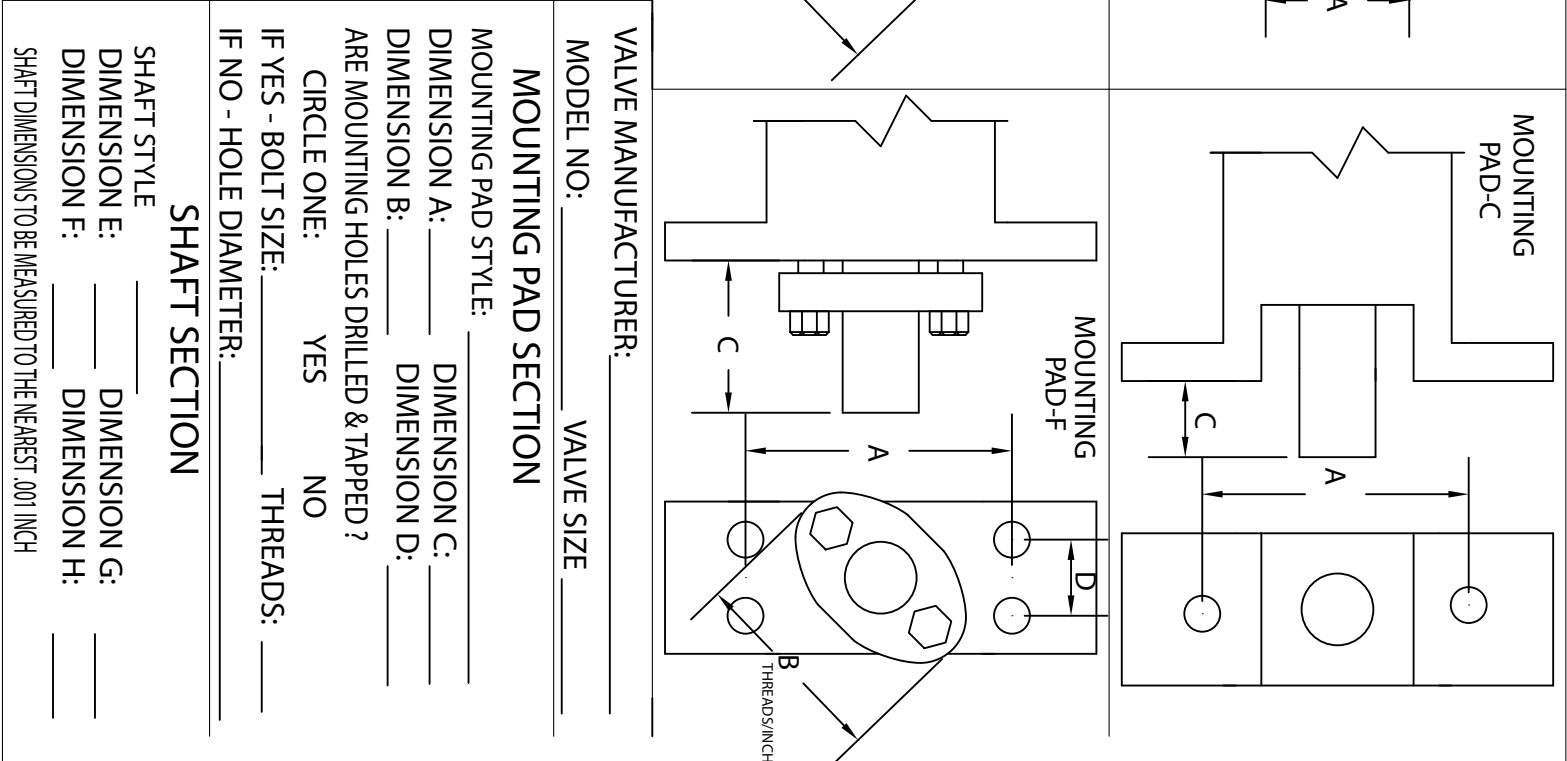 A
MOUNTING
PAD-C
C
A
MOUNTING
PAD-F
C
A
D
B
THREADS/INCH
VALVE MANUFACTURER:
MODEL NO: VALVE SIZE
MOUNTING PAD SECTION
MOUNTING PAD STYLE:
DIMENSION A: DIMENSION C:
DIMENSION B: DIMENSION D:
ARE MOUNTING HOLES DRILLED & TAPPED ?
CIRCLE ONE: YES NO
IF YES - BOLT SIZE: THREADS:
IF NO - HOLE DIAMETER:
SHAFT SECTION
SHAFT STYLE
DIMENSION E: DIMENSION G:
DIMENSION F: DIMENSION H:
SHAFT DIMENSIONS TO BE MEASURED TO THE NEAREST .001 INCH